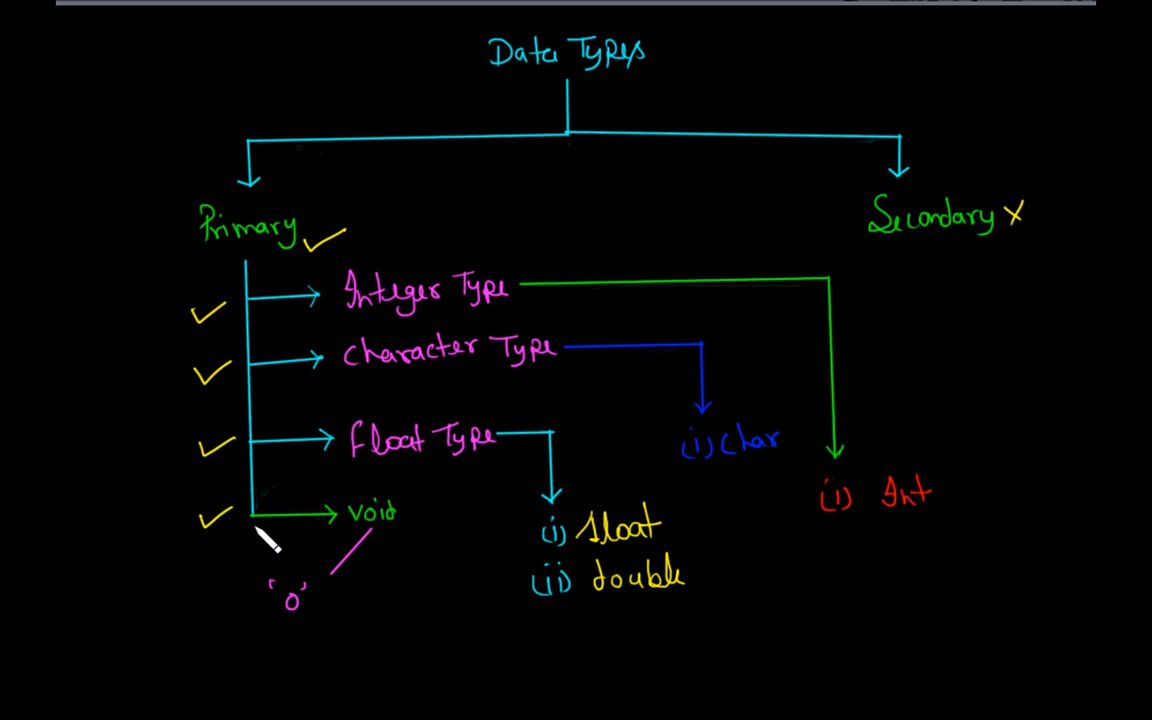 Data Types
Primary
Secondary X
Integer Type
Character Type
float Type
(i) Char
(i) Int
Void
(i) float
(ii) double
'0'